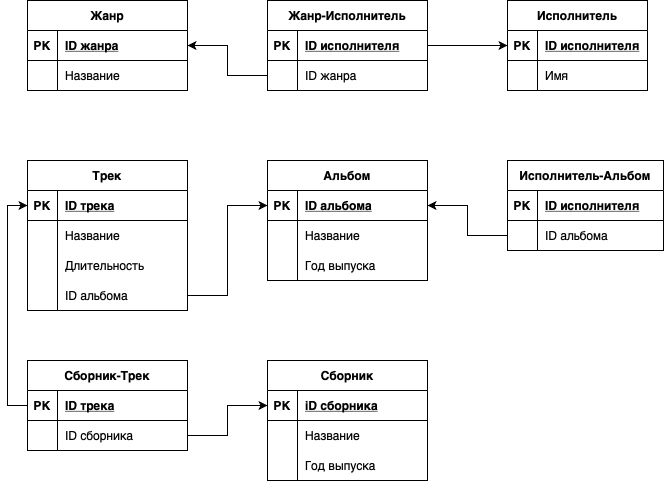 Жанр
PK ID жанра
Название
Жанр-Исполнитель
PK ID исполнителя
ID жанра
Исполнитель
PK ID исполнителя
Имя
Трек
PK ID трека
Название
Длительность
ID альбома
Альбом
PK ID альбома
Название
Год выпуска
Исполнитель-Альбом
PK ID исполнителя
ID альбома
Сборник-Трек
PK ID трека
ID сборника
Сборник
PK iD сборника
Название
Год выпуска